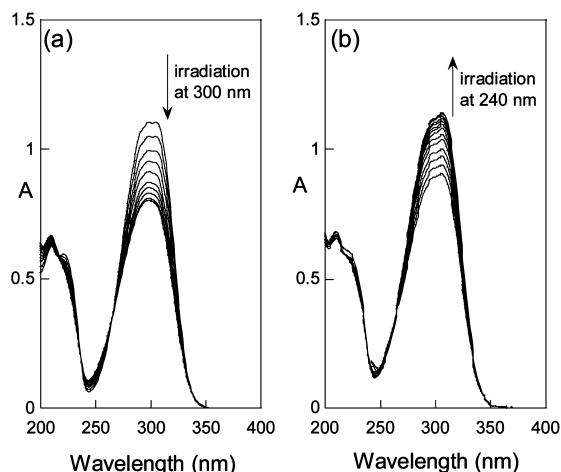 1.5
(a)
irradiation
at 300 nm
1
A
0.5
0
200 250 300 350 400
Wavelength (nm)
1.5
(b)
irradiation
at 240 nm
1
A
0.5
0
200 250 300 350 400
Wavelength (nm)